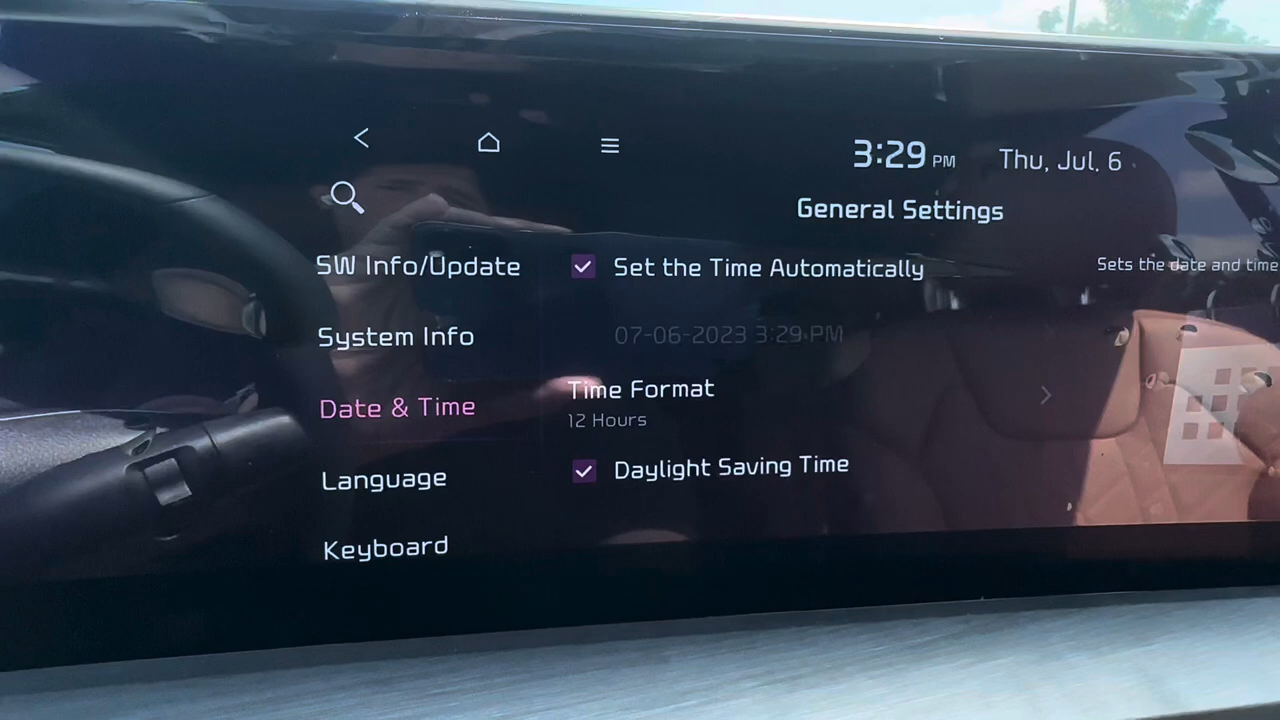 3:29 PM Thu, Jul. 6
General Settings
SW Info/Update
System Info
Date & Time
Language
Keyboard
Set the Time Automatically
07-06-2023 3:29 PM
Time Format
12 Hours
Daylight Saving Time
Sets the date and time